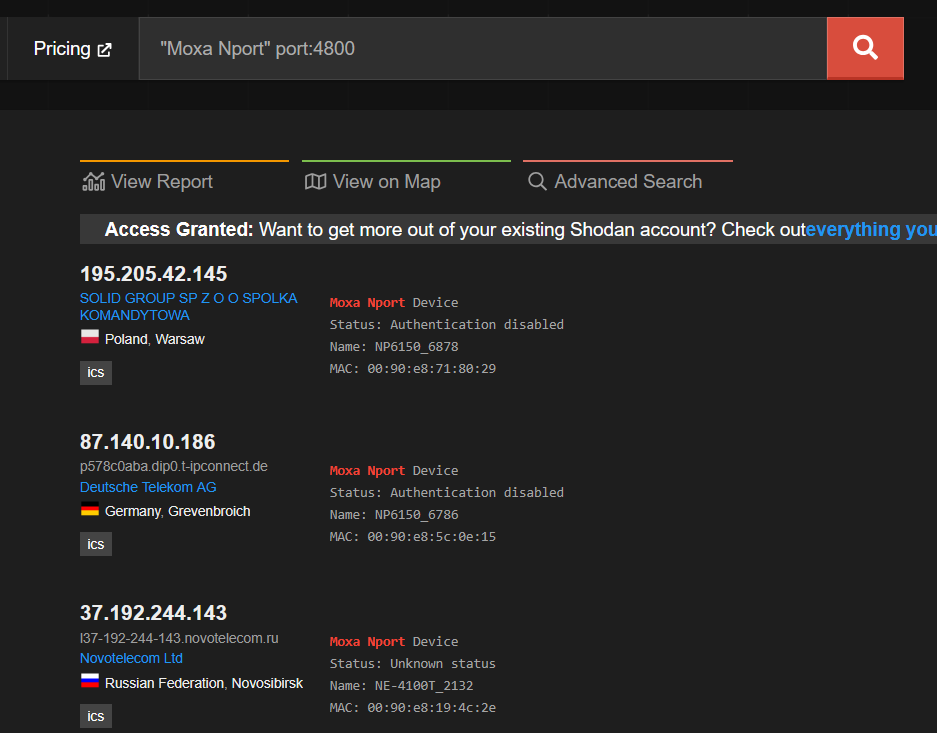 Pricing
"Moxa Nport" port:4800
View Report
View on Map
Advanced Search
Access Granted: Want to get more out of your existing Shodan account? Check out everything you
195.205.42.145
SOLID GROUP SP Z O O SPOLKA
KOMANDYTOWA
Poland, Warsaw
ics
Moxa Nport Device
Status: Authentication disabled
Name: NP6150_6878
MAC: 00:90:e8:71:80:29
87.140.10.186
p578c0aba.dip0.t-ipconnect.de
Deutsche Telekom AG
Germany, Grevenbroich
ics
Moxa Nport Device
Status: Authentication disabled
Name: NP6150_6786
MAC: 00:90:e8:5c:0e:15
37.192.244.143
l37-192-244-143.novotelecom.ru
Novotelecom Ltd
Russian Federation, Novosibirsk
ics
Moxa Nport Device
Status: Unknown status
Name: NE-4100T_2132
MAC: 00:90:e8:19:4c:2e